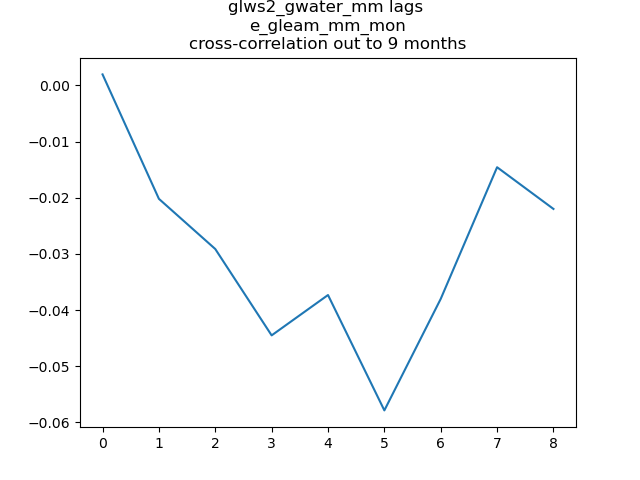 glws2_gwater_mm lags
e_gleam_mm_mon
cross-correlation out to 9 months
0.00
−0.01
−0.02
−0.03
−0.04
−0.05
−0.06
0 1 2 3 4 5 6 7 8